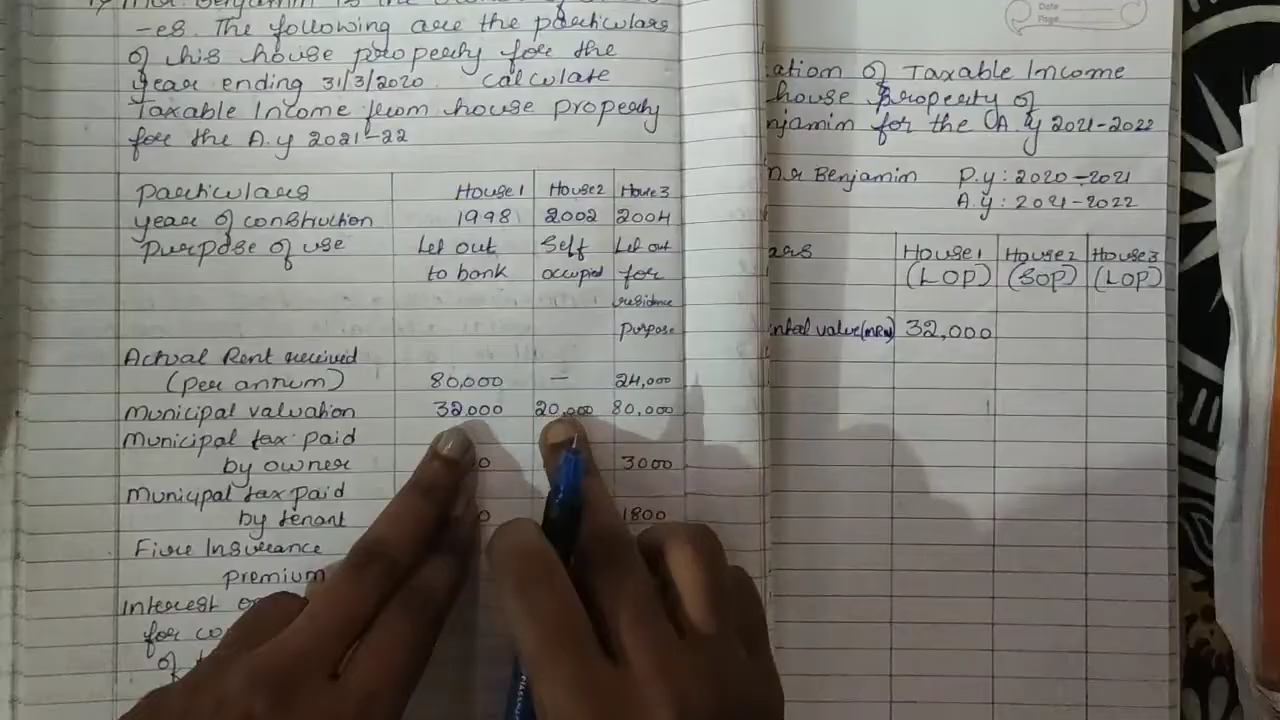 -es. The following are the particulars
of his house property for the
year ending 31/3/2020. Calculate
Taxable Income from house property
for the A.y 2021-22
particulars House1 House2 House3
year of construction 1998 2002 2004
purpose of use Let out Self Let out
to bank occupied for
residence
purpose
Actual Rent received
(per annum) 80,000 — 24,000
Municipal valuation 32,000 20,000 80,000
Municipal tax paid
by owner 3000
Municipal tax paid
by tenant 1800
Fire Insurance
premium
Interest
for
of
Date
Page
ation of Taxable Income
house property of
njamin for the A.y 2021-2022
Benjamin P.y: 2020-2021
A.y: 2021-2022
House1 House2 House3
(LOP) (SOP) (LOP)
value 32,000